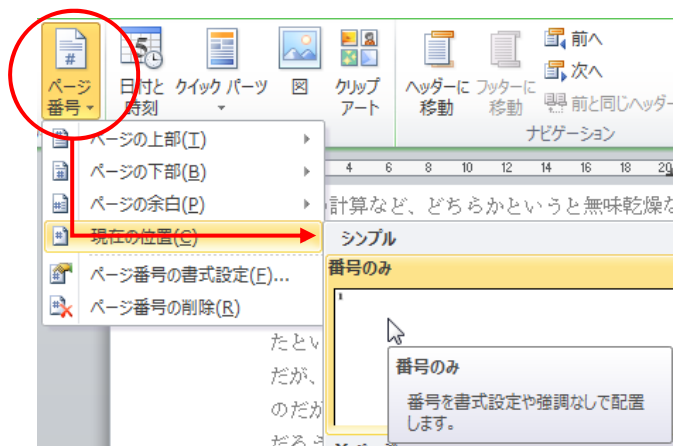 ページ
番号
日付と
時刻
クイック パーツ
図
クリップ
アート
ヘッダーに
移動
フッターに
移動
前へ
次へ
前と同じヘッダー
ナビゲーション
ページの上部(T)
ページの下部(B)
ページの余白(P)
現在の位置(C)
ページ番号の書式設定(F)...
ページ番号の削除(R)
4 6 8 10 12 14 16 18 20
計算など、どちらかというと無味乾燥な
シンプル
番号のみ
1
番号のみ
番号を書式設定や強調なしで配置
します。
たとい
だが、
のだが
だろう